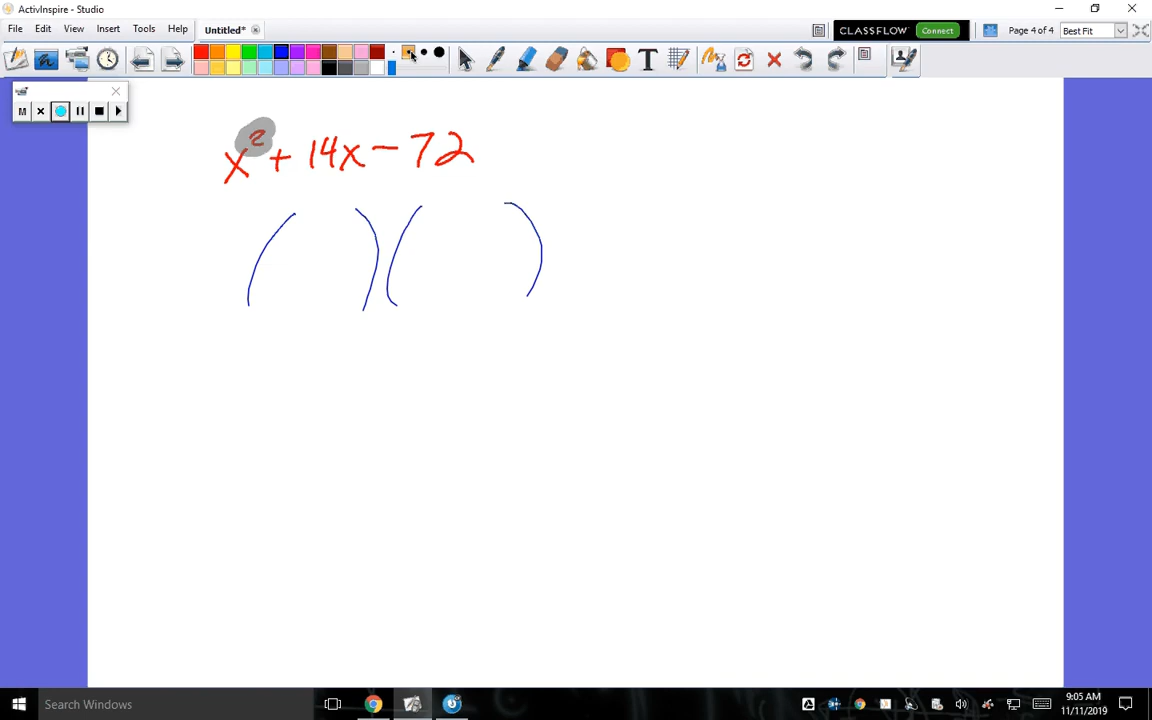 ActivInspire - Studio
File Edit View Insert Tools Help Untitled* CLASSFLOW Connect Page 4 of 4 Best Fit
M
x² + 14x - 72
( ) ( )
Search Windows
9:05 AM
11/11/2019